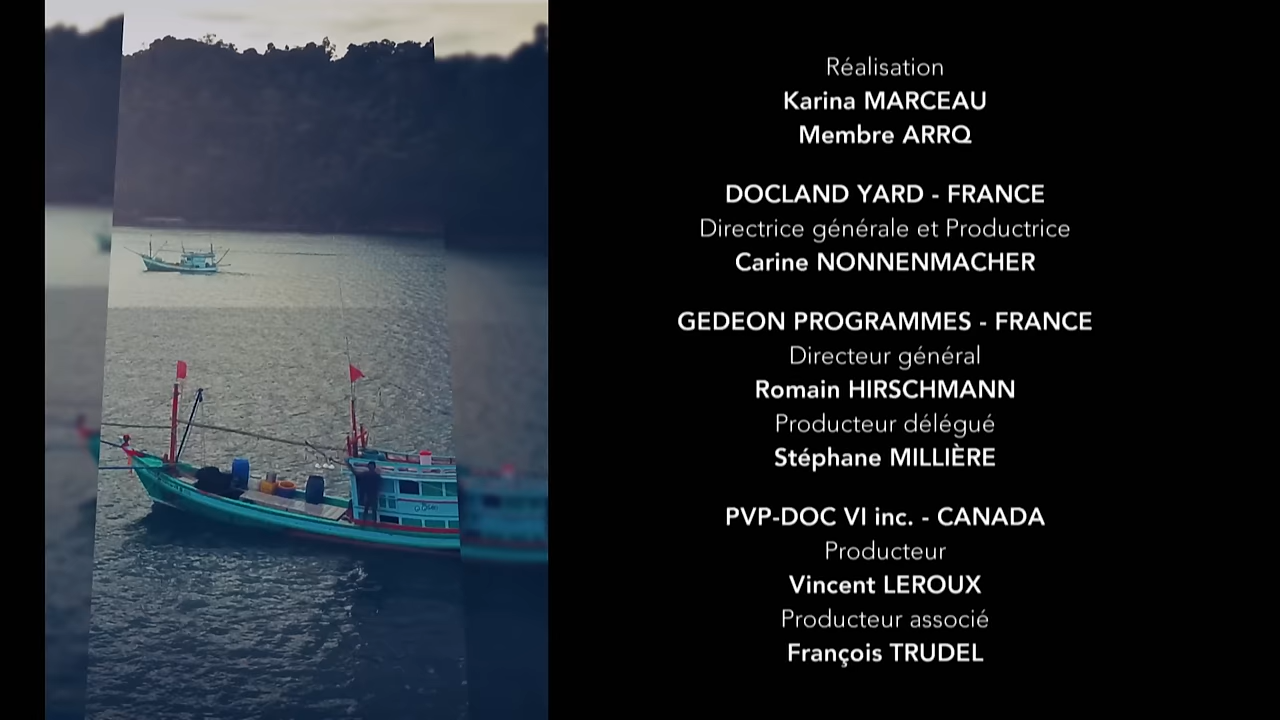 Réalisation
Karina MARCEAU
Membre ARRQ
DOCLAND YARD - FRANCE
Directrice générale et Productrice
Carine NONNENMACHER
GEDEON PROGRAMMES - FRANCE
Directeur général
Romain HIRSCHMANN
Producteur délégué
Stéphane MILLIÈRE
PVP-DOC VI inc. - CANADA
Producteur
Vincent LEROUX
Producteur associé
François TRUDEL